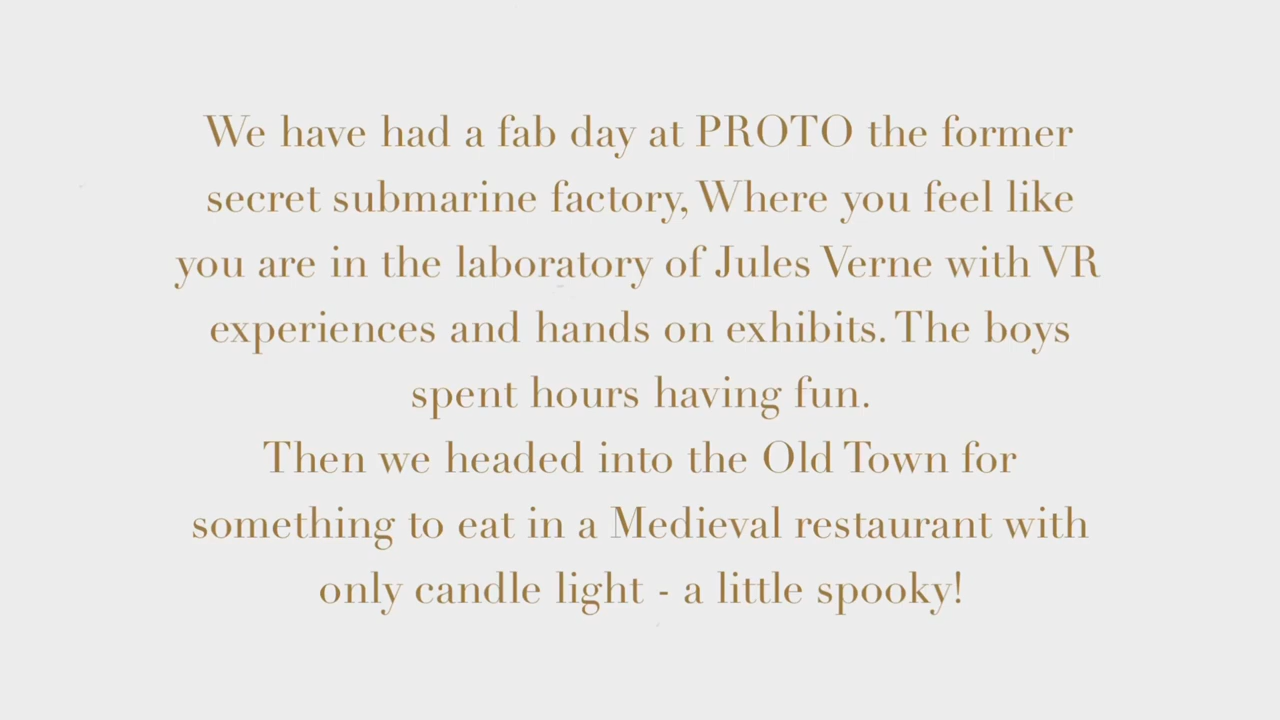 We have had a fab day at PROTO the former
secret submarine factory, Where you feel like
you are in the laboratory of Jules Verne with VR
experiences and hands on exhibits. The boys
spent hours having fun.
Then we headed into the Old Town for
something to eat in a Medieval restaurant with
only candle light - a little spooky!